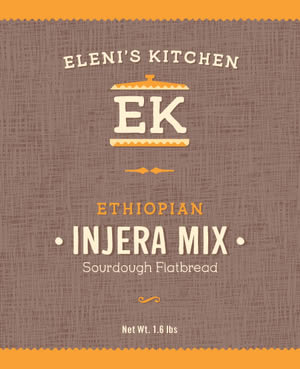 ELENI'S KITCHEN
EK
ETHIOPIAN
• INJERA MIX •
Sourdough Flatbread
Net Wt. 1.6 lbs